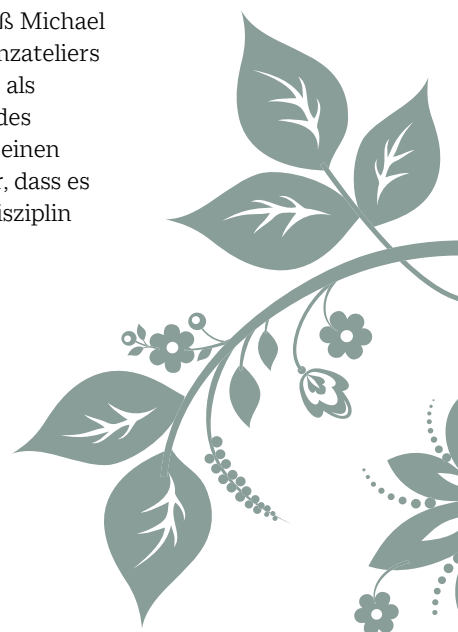 ß Michael
nzateliers
als
des
einen
r, dass es
isziplin